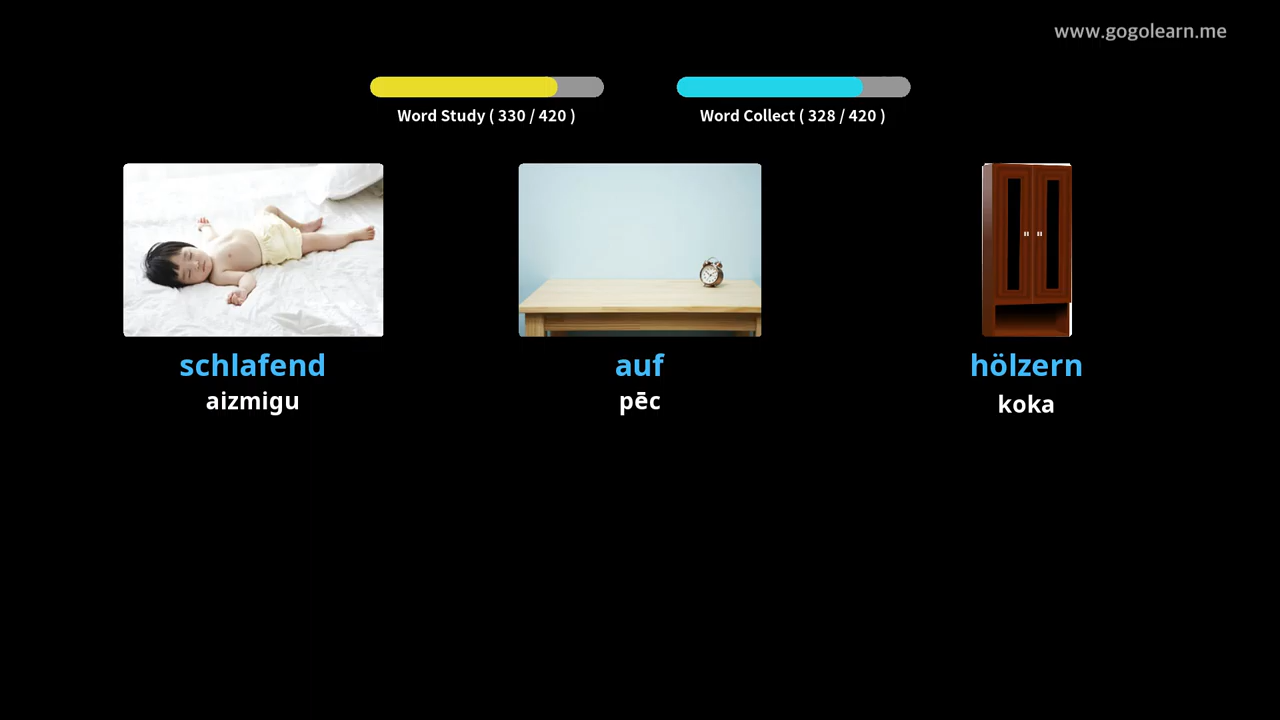 www.gogolearn.me
Word Study ( 330 / 420 )
Word Collect ( 328 / 420 )
schlafend
aizmigu
auf
pēc
hölzern
koka